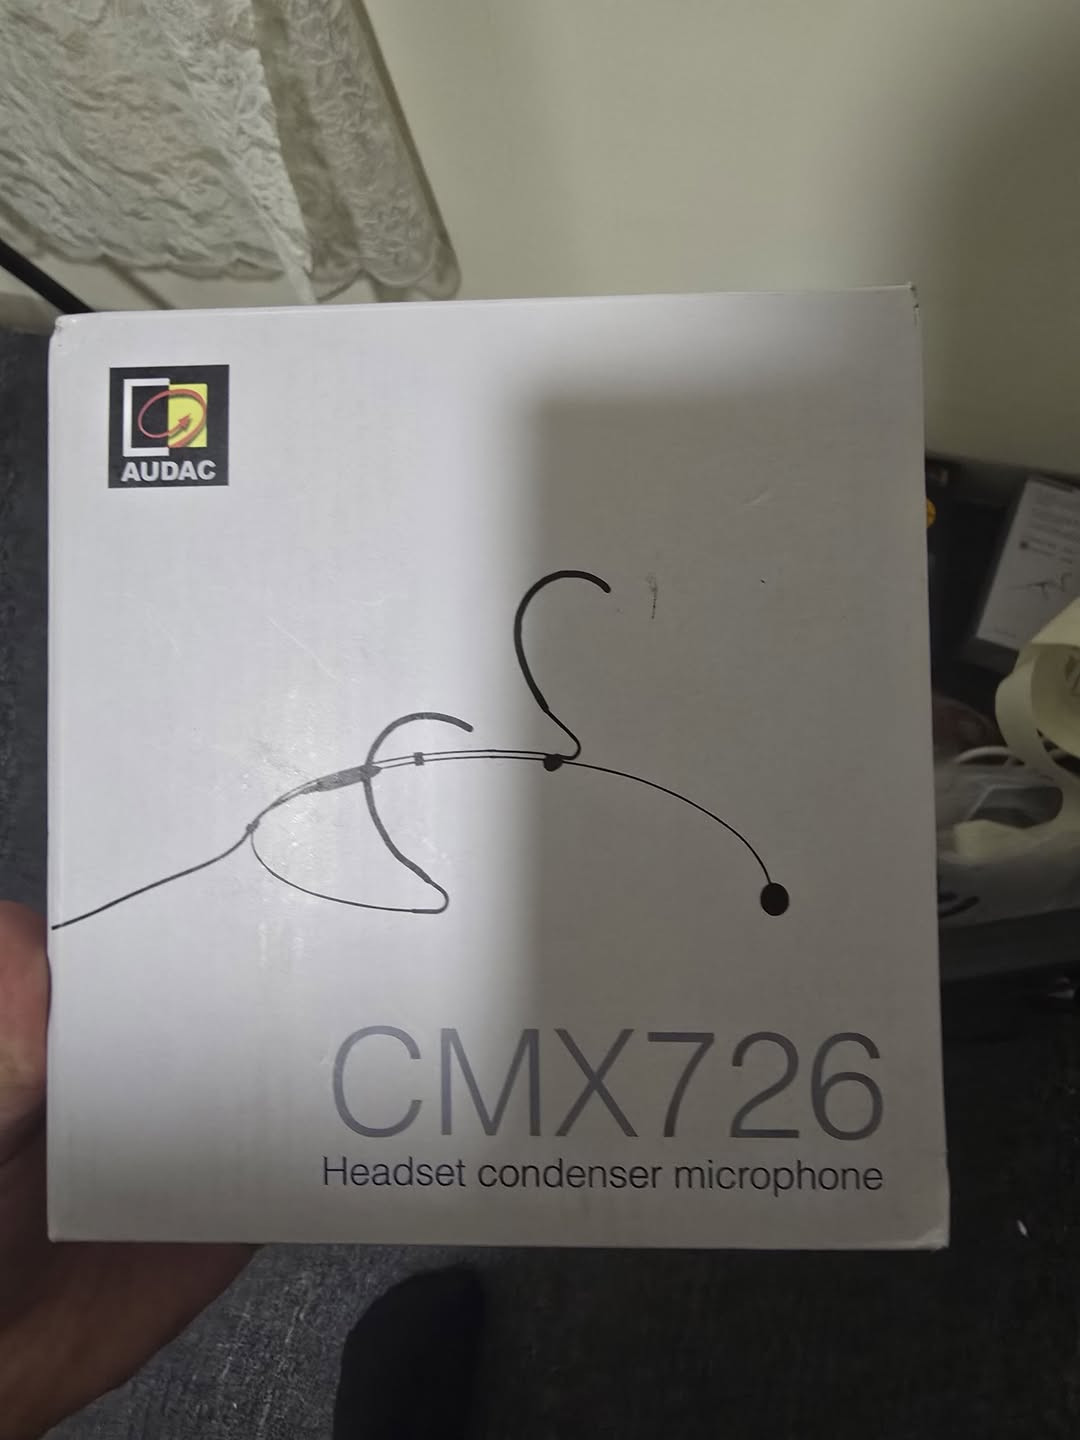 AUDAC
CMX726
Headset condenser microphone